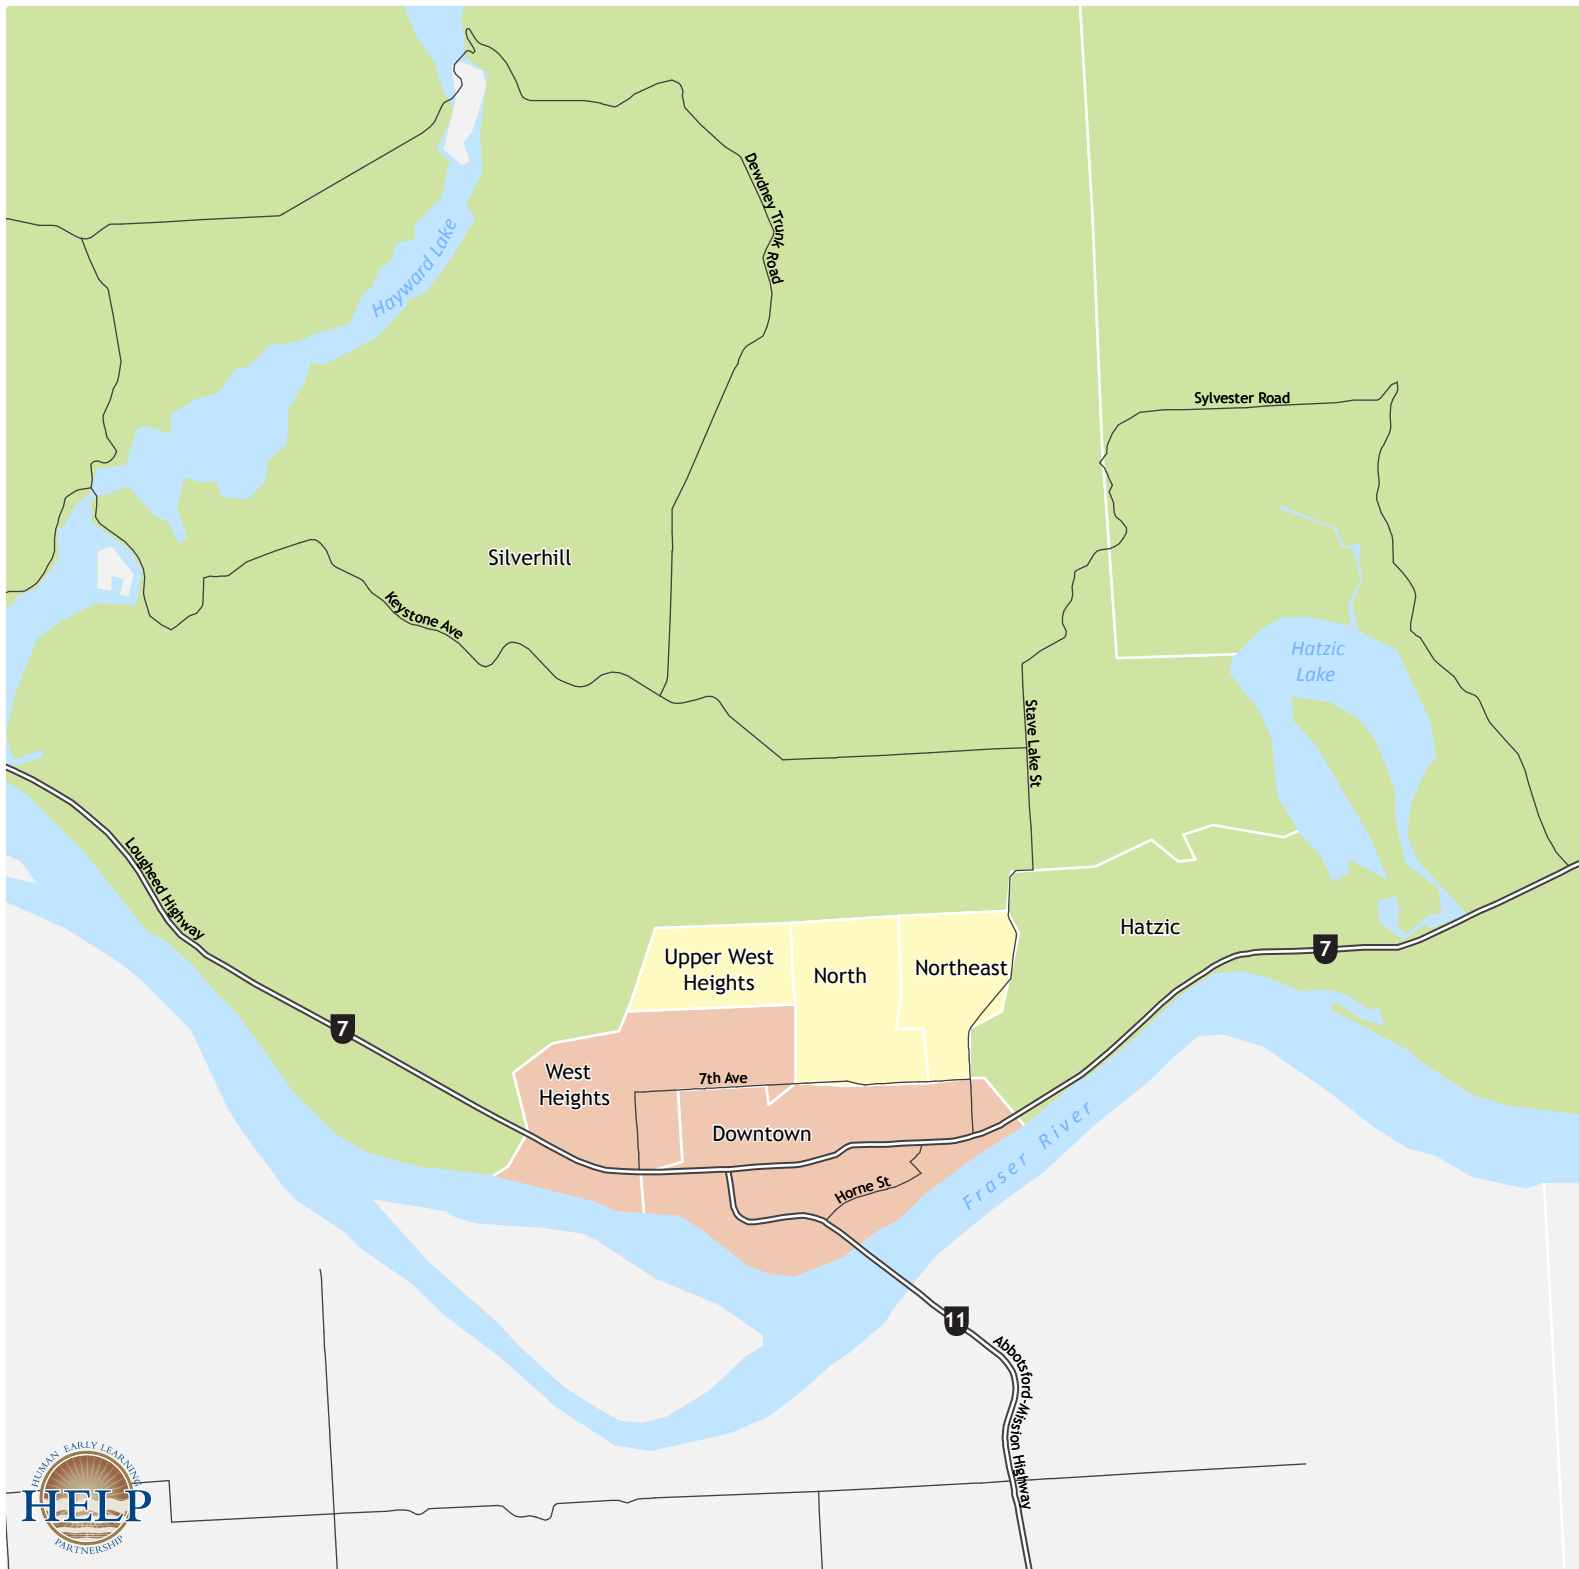 Dewdney Trunk Road
Hayward Lake
Sylvester Road
Silverhill
Keystone Ave
Hatzic
Lake
Stave Lake St
Lougheed Highway
Hatzic
7
Upper West
Heights
North
Northeast
7
West
Heights
7th Ave
Downtown
Fraser River
Horne St
11
Abbotsford-Mission Highway
HUMAN EARLY LEARNING
HELP
PARTNERSHIP